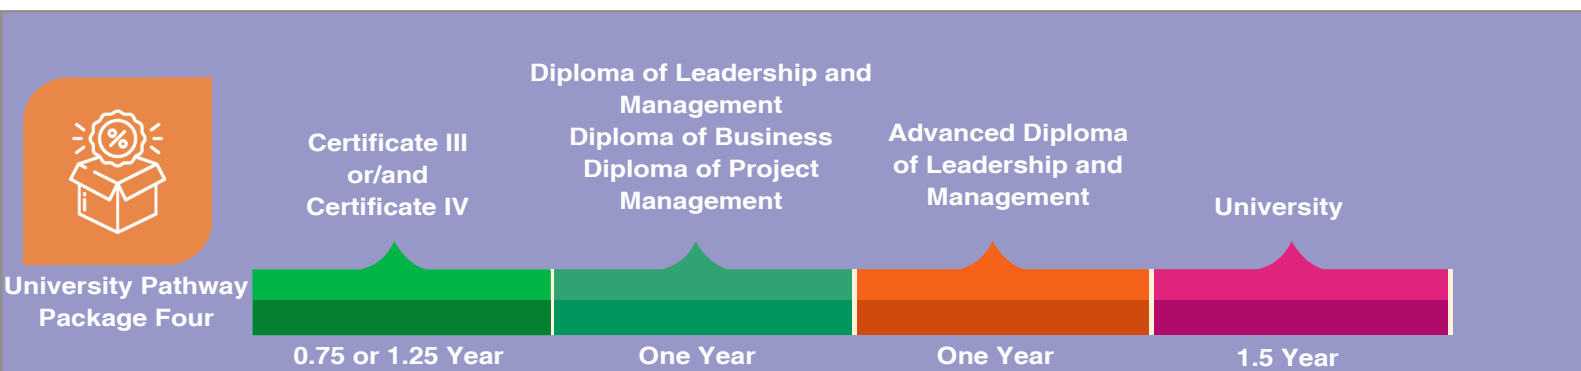 %
University Pathway
Package Four
Certificate III
or/and
Certificate IV
0.75 or 1.25 Year
Diploma of Leadership and
Management
Diploma of Business
Diploma of Project
Management
One Year
Advanced Diploma
of Leadership and
Management
One Year
University
1.5 Year